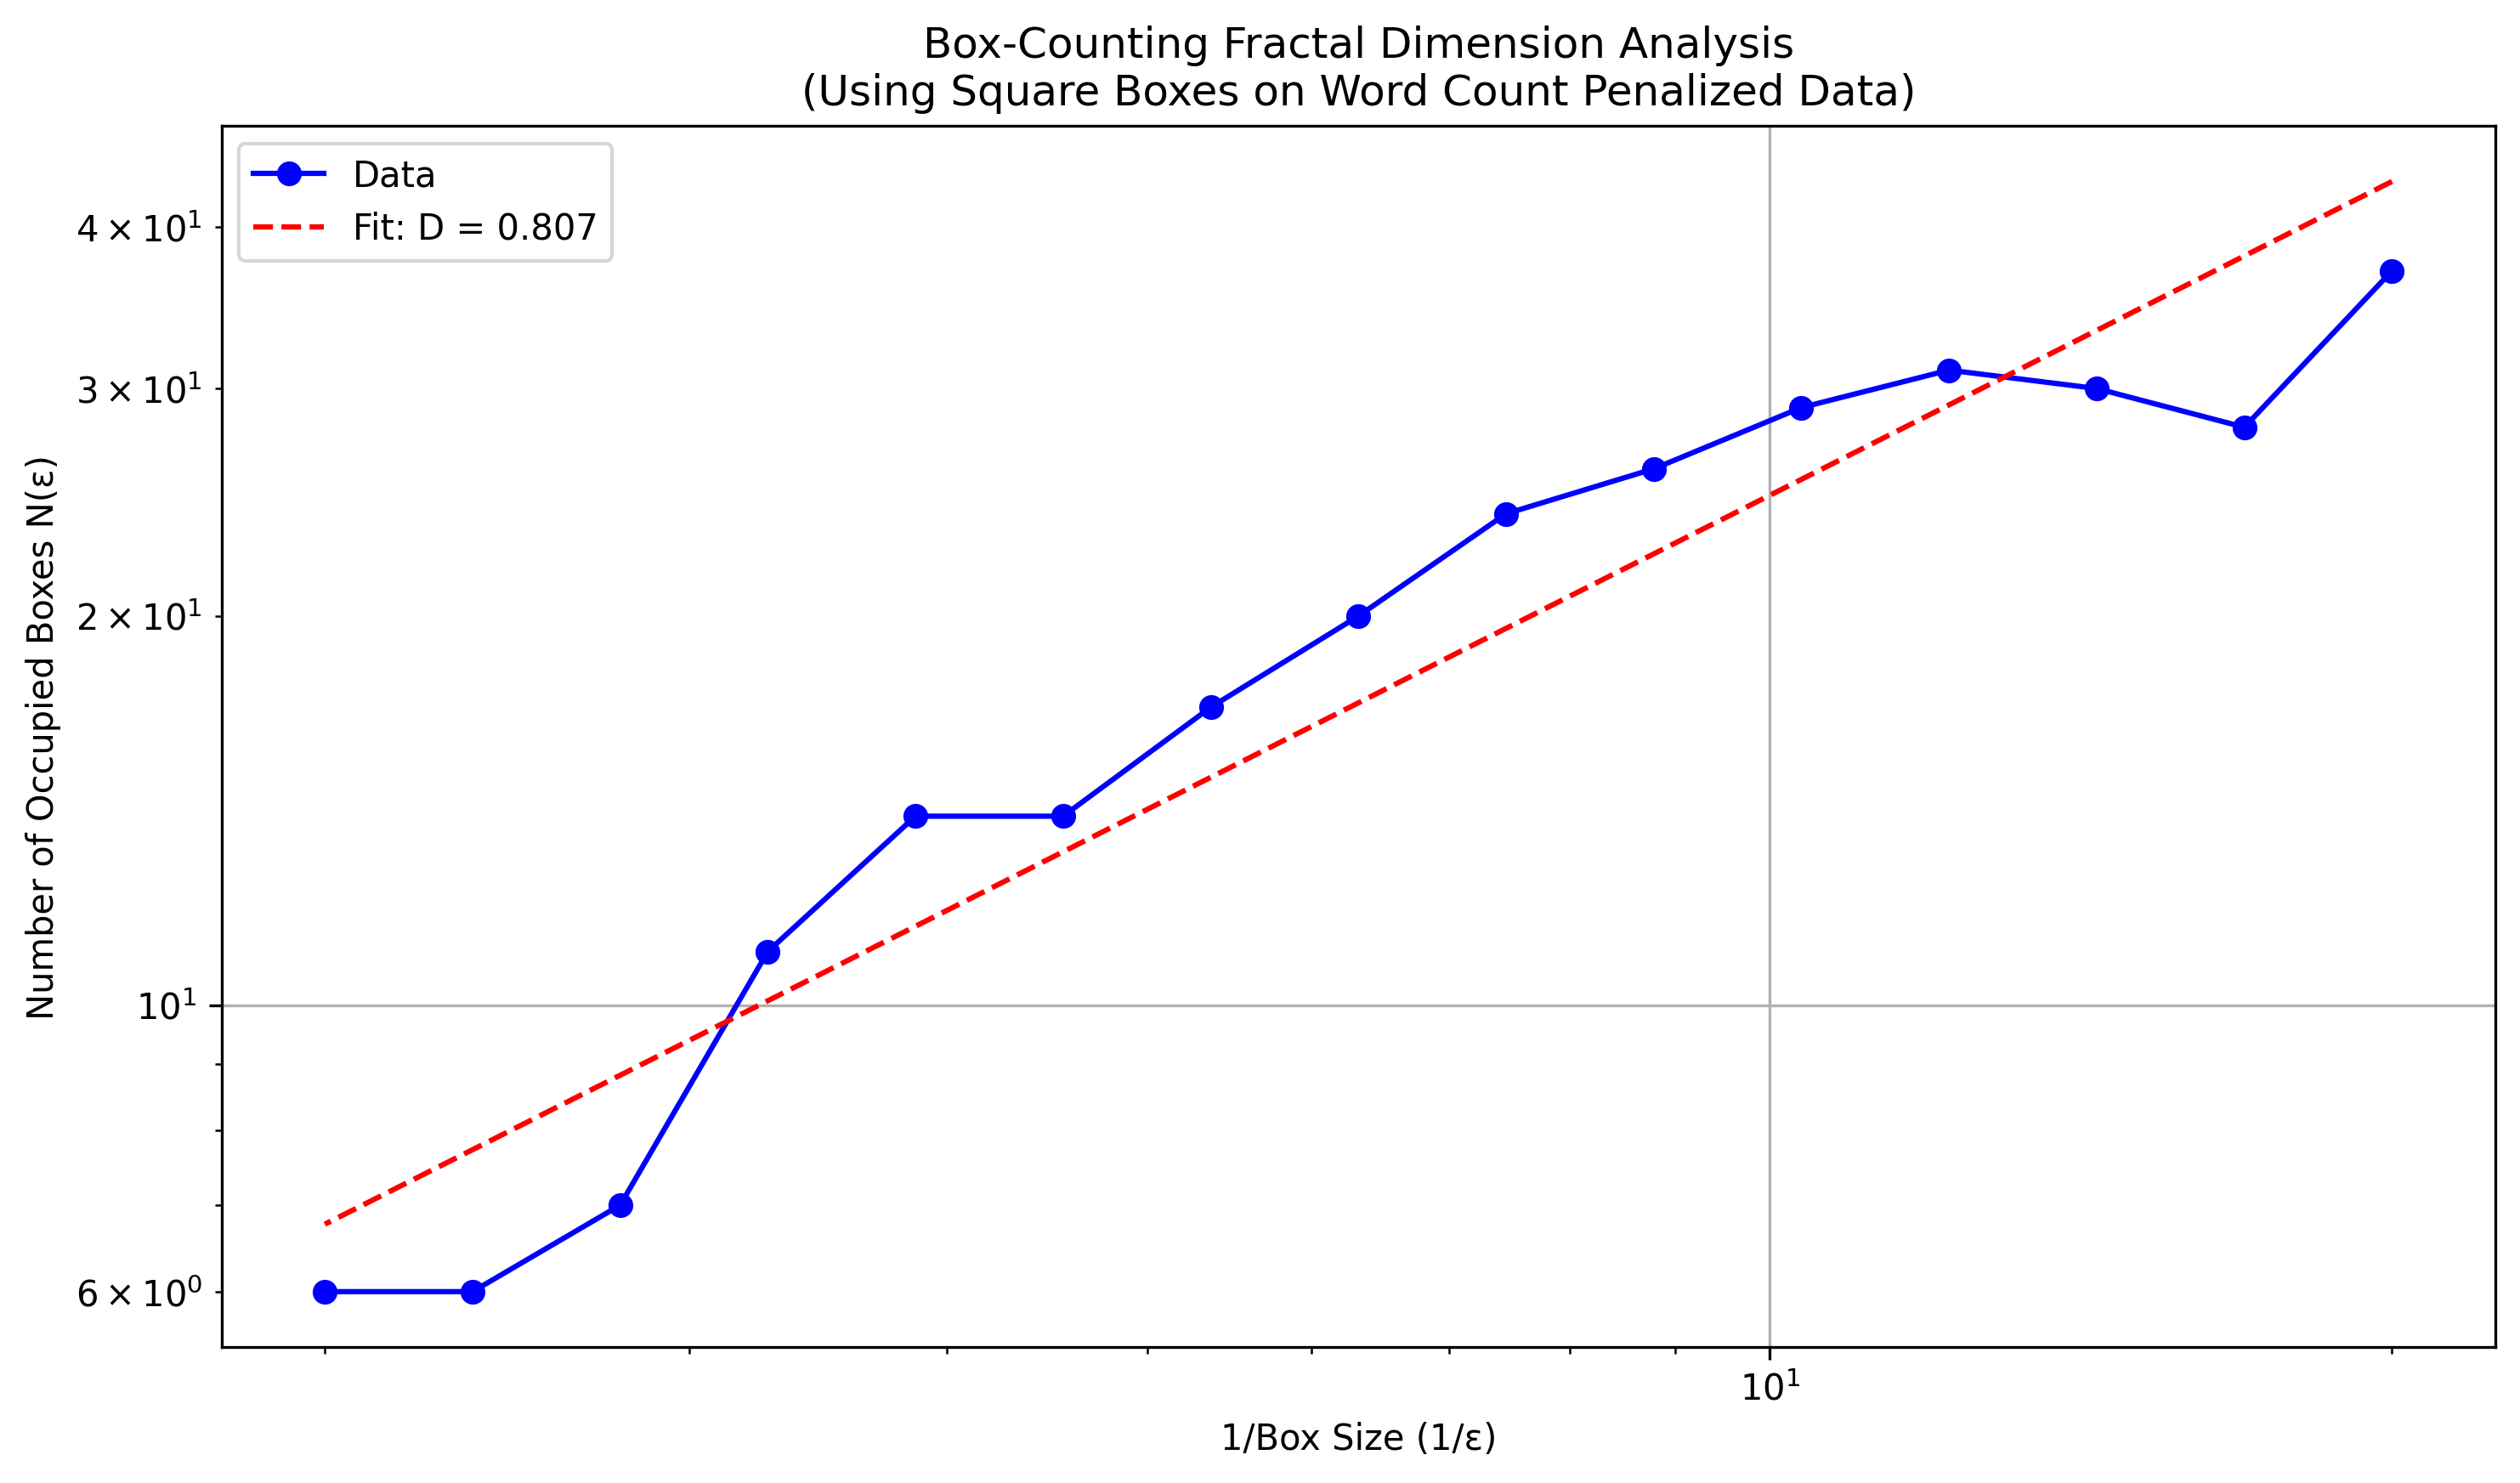 Box-Counting Fractal Dimension Analysis
(Using Square Boxes on Word Count Penalized Data)
Data
Fit: D = 0.807
Number of Occupied Boxes N(ε)
4 × 10¹
3 × 10¹
2 × 10¹
10¹
6 × 10⁰
10¹
1/Box Size (1/ε)